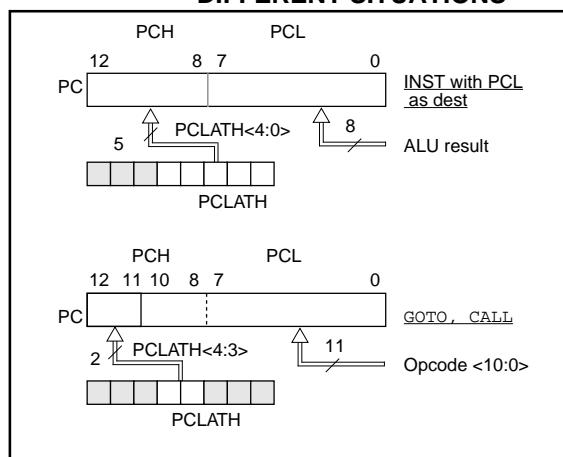 DIFFERENT SITUATIONS
PCH PCL
12 8 7 0
PC
INST with PCL
as dest
5 PCLATH<4:0> 8 ALU result
PCLATH
PCH PCL
12 11 10 8 7 0
PC
GOTO, CALL
2 PCLATH<4:3> 11 Opcode <10:0>
PCLATH